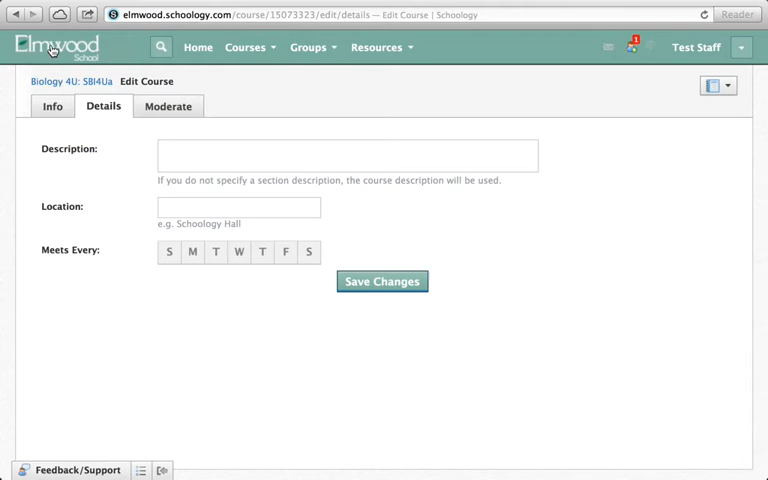 elmwood.schoology.com/course/15073323/edit/details — Edit Course | Schoology
Reader
Elmwood
School
Home
Courses
Groups
Resources
1
Test Staff
Biology 4U: SBI4Ua
Edit Course
Info
Details
Moderate
Description:
If you do not specify a section description, the course description will be used.
Location:
e.g. Schoology Hall
Meets Every:
S M T W T F S
Save Changes
Feedback/Support